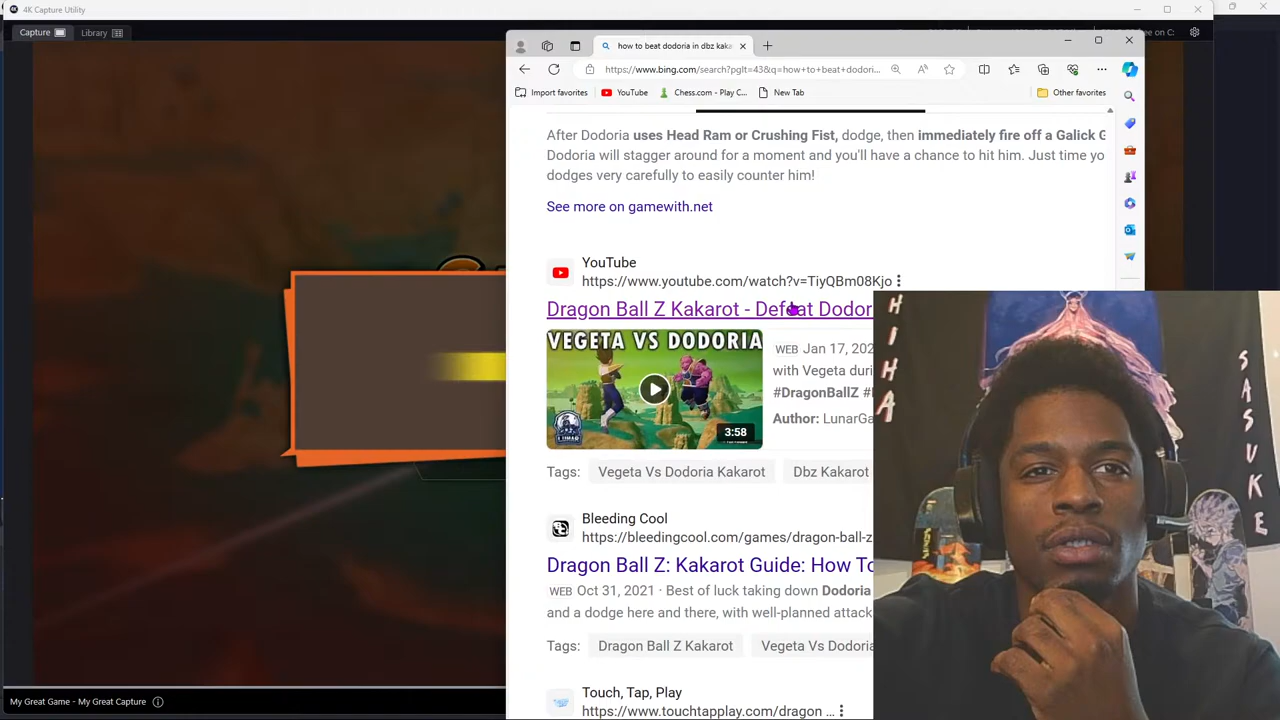 4K Capture Utility
Capture
Library
ee on C:
how to beat dodoria in dbz kaka
https://www.bing.com/search?pglt=43&q=how+to+beat+dodori...
Import favorites
YouTube
Chess.com - Play C...
New Tab
Other favorites
After Dodoria uses Head Ram or Crushing Fist, dodge, then immediately fire off a Galick G
Dodoria will stagger around for a moment and you'll have a chance to hit him. Just time yo
dodges very carefully to easily counter him!
See more on gamewith.net
YouTube
https://www.youtube.com/watch?v=TiyQBm08Kjo
Dragon Ball Z Kakarot - Defeat Dodor
VEGETA VS DODORIA
LUNAR
3:58
WEB Jan 17, 202
with Vegeta duri
#DragonBallZ #
Author: LunarGa
Tags: Vegeta Vs Dodoria Kakarot Dbz Kakarot
Bleeding Cool
https://bleedingcool.com/games/dragon-ball-z
Dragon Ball Z: Kakarot Guide: How To
WEB Oct 31, 2021 · Best of luck taking down Dodoria
and a dodge here and there, with well-planned attack
Tags: Dragon Ball Z Kakarot Vegeta Vs Dodoria
Touch, Tap, Play
https://www.touchtapplay.com/dragon ...
My Great Game - My Great Capture
HIHA
SASUKE